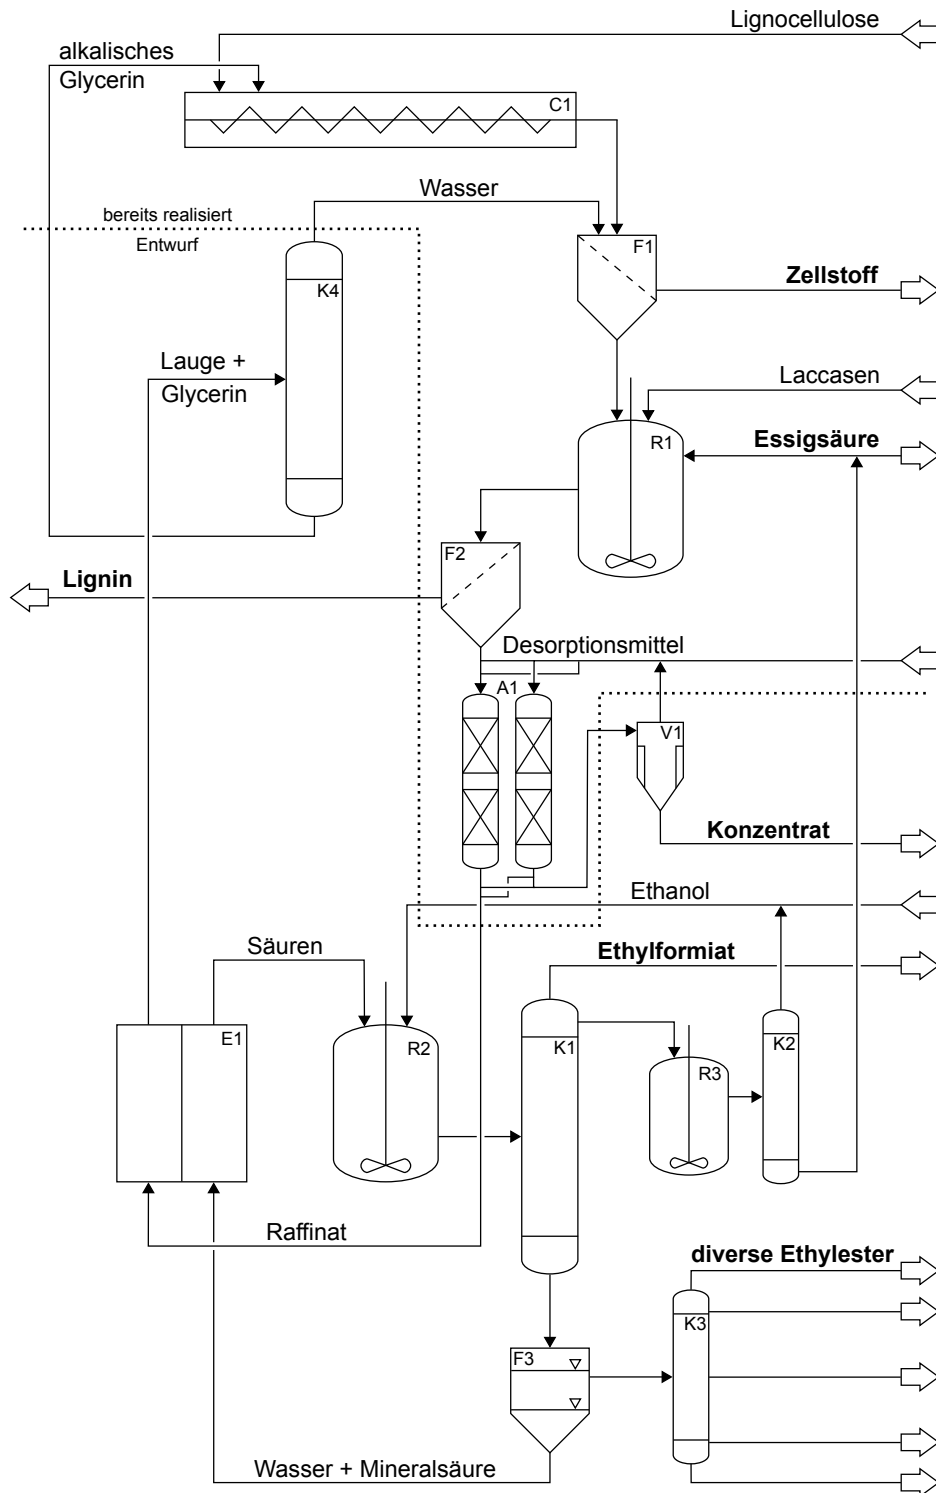 Lignocellulose
alkalisches
Glycerin
C1
Wasser
bereits realisiert
Entwurf
F1
K4
Zellstoff
Lauge +
Glycerin
Laccasen
R1
Essigsäure
F2
Lignin
Desorptionsmittel
A1
V1
Konzentrat
Ethanol
Säuren
Ethylformiat
E1
R2
K1
K2
R3
Raffinat
diverse Ethylester
K3
F3
Wasser + Mineralsäure